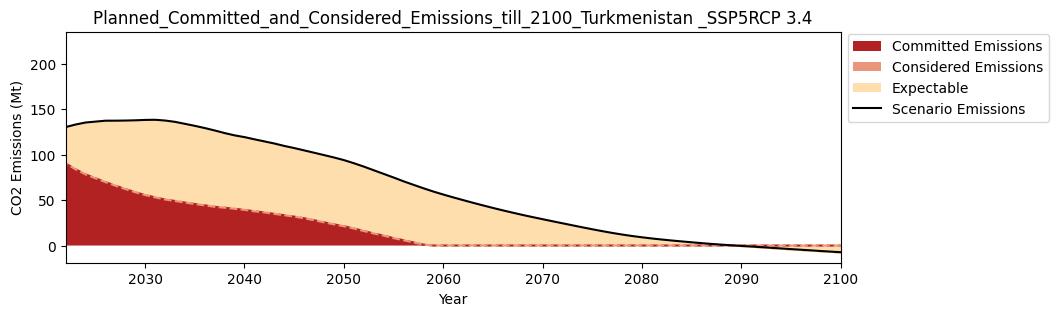 Planned_Committed_and_Considered_Emissions_till_2100_Turkmenistan _SSP5RCP 3.4
CO2 Emissions (Mt)
200
150
100
50
0
2030 2040 2050 2060 2070 2080 2090 2100
Year
Committed Emissions
Considered Emissions
Expectable
Scenario Emissions